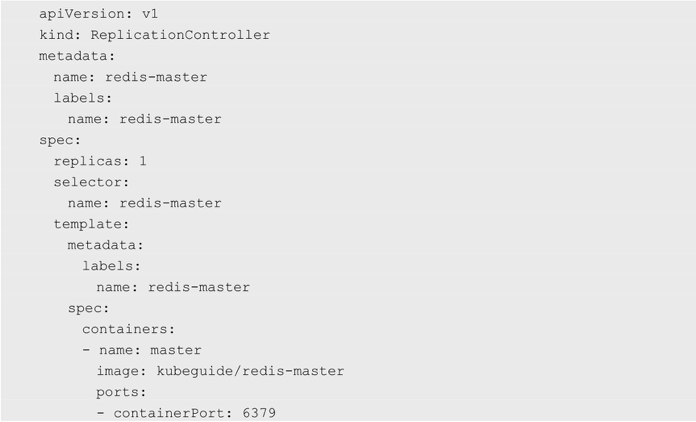 apiVersion: v1
kind: ReplicationController
metadata:
  name: redis-master
  labels:
    name: redis-master
spec:
  replicas: 1
  selector:
    name: redis-master
  template:
    metadata:
      labels:
        name: redis-master
    spec:
      containers:
      - name: master
        image: kubeguide/redis-master
        ports:
        - containerPort: 6379